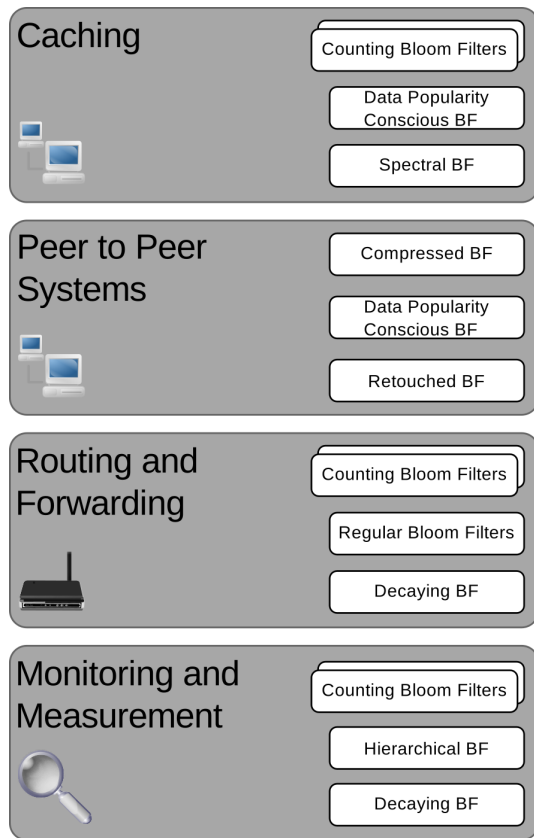 Caching
Counting Bloom Filters
Data Popularity
Conscious BF
Spectral BF
Peer to Peer
Systems
Compressed BF
Data Popularity
Conscious BF
Retouched BF
Routing and
Forwarding
Counting Bloom Filters
Regular Bloom Filters
Decaying BF
Monitoring and
Measurement
Counting Bloom Filters
Hierarchical BF
Decaying BF